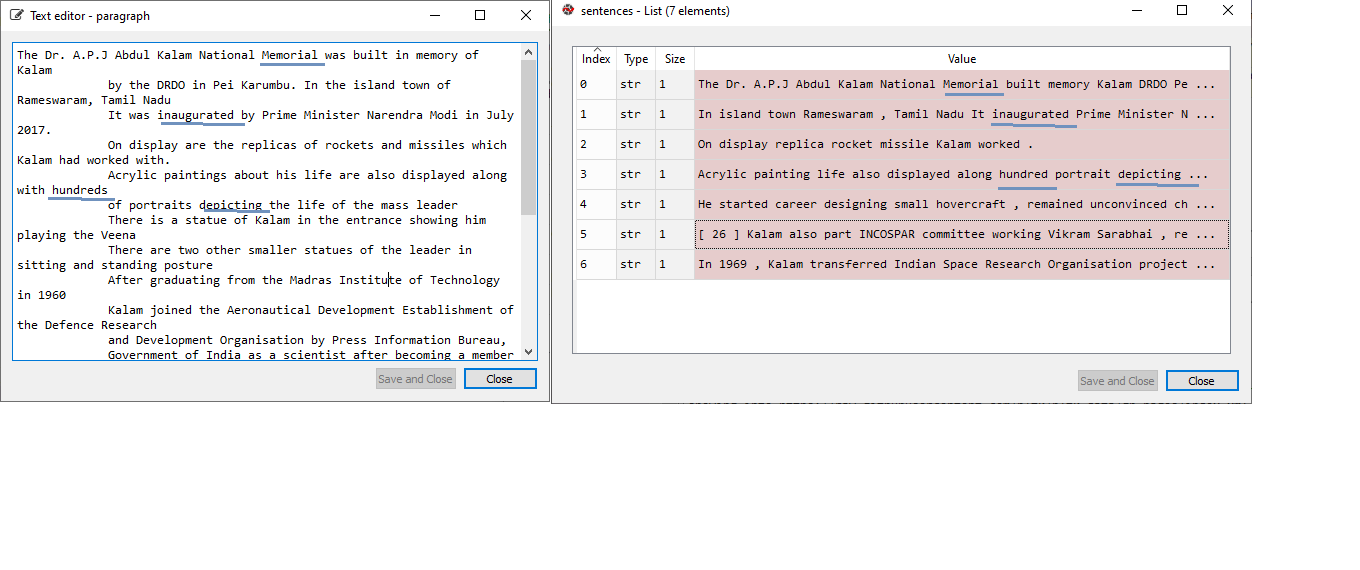 Text editor - paragraph
The Dr. A.P.J Abdul Kalam National Memorial was built in memory of
Kalam
by the DRDO in Pei Karumbu. In the island town of
Rameswaram, Tamil Nadu
It was inaugurated by Prime Minister Narendra Modi in July
2017.
On display are the replicas of rockets and missiles which
Kalam had worked with.
Acrylic paintings about his life are also displayed along
with hundreds
of portraits depicting the life of the mass leader
There is a statue of Kalam in the entrance showing him
playing the Veena
There are two other smaller statues of the leader in
sitting and standing posture
After graduating from the Madras Institute of Technology
in 1960
Kalam joined the Aeronautical Development Establishment of
the Defence Research
and Development Organisation by Press Information Bureau,
Government of India as a scientist after becoming a member
Save and Close
Close
sentences - List (7 elements)
Index Type Size Value
0 str 1 The Dr. A.P.J Abdul Kalam National Memorial built memory Kalam DRDO Pe ...
1 str 1 In island town Rameswaram , Tamil Nadu It inaugurated Prime Minister N ...
2 str 1 On display replica rocket missile Kalam worked .
3 str 1 Acrylic painting life also displayed along hundred portrait depicting ...
4 str 1 He started career designing small hovercraft , remained unconvinced ch ...
5 str 1 [ 26 ] Kalam also part INCOSPAR committee working Vikram Sarabhai , re ...
6 str 1 In 1969 , Kalam transferred Indian Space Research Organisation project ...
Save and Close
Close